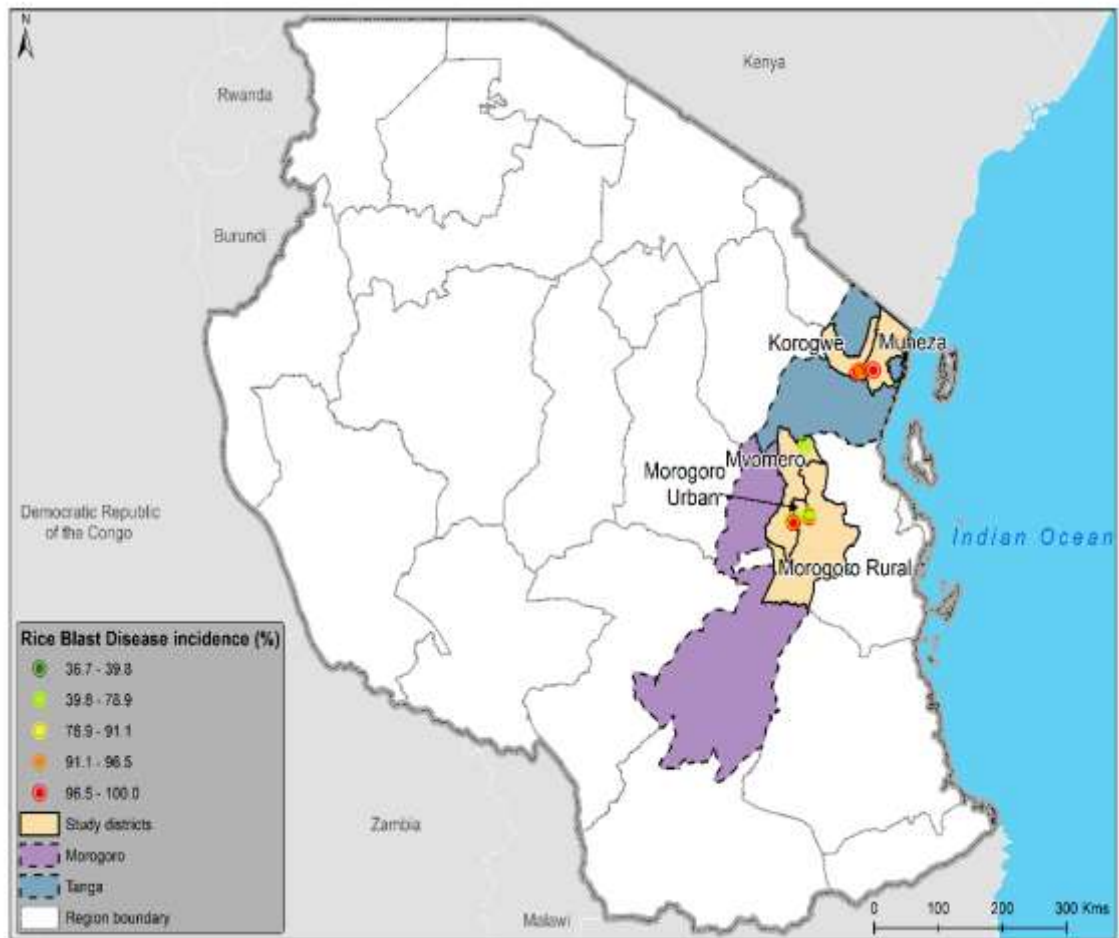 N
Kenya
Rwanda
Burundi
Korogwe
Muheza
Mvomero
Morogoro
Urban
Democratic Republic
of the Congo
Indian Ocean
Morogoro Rural
Rice Blast Disease incidence (%)
36.7 - 39.8
39.8 - 78.9
78.9 - 91.1
91.1 - 96.5
96.5 - 100.0
Study districts
Morogoro
Tanga
Region boundary
Zambia
Malawi
0 100 200 300 Kms